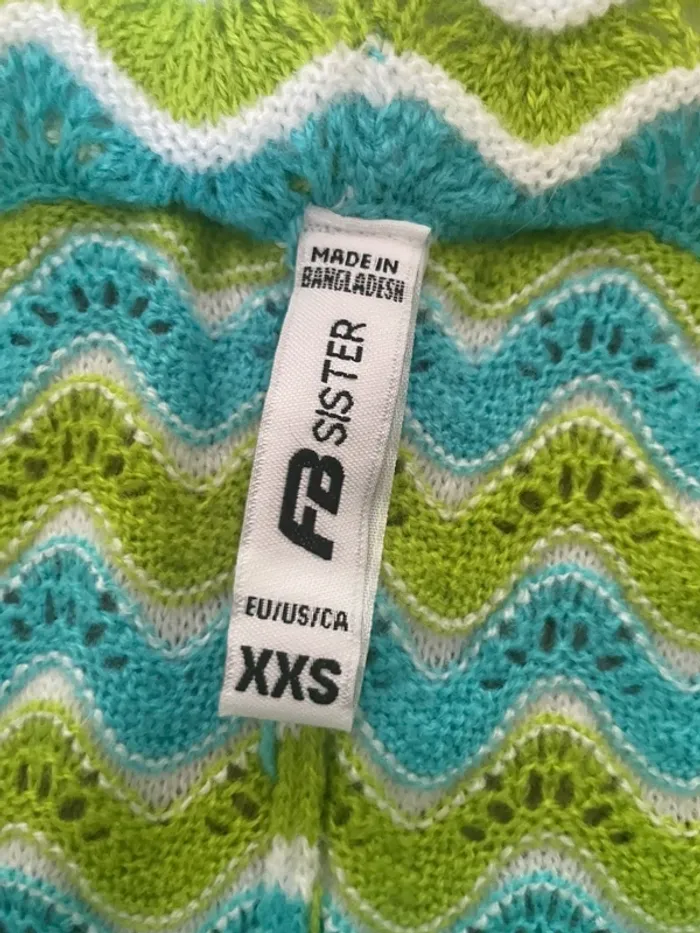 MADE IN
BANGLADESH
FB SISTER
EU/US/CA
XXS